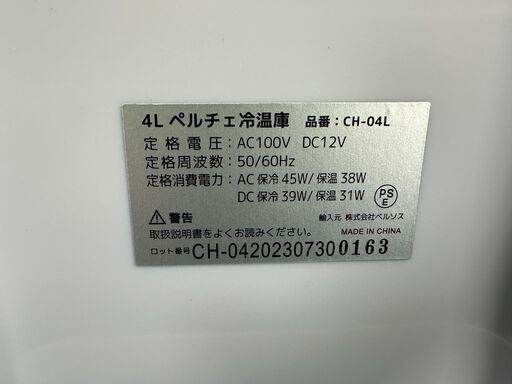 4L ペルチェ冷温庫 品番：CH-04L
定格電圧：AC100V DC12V
定格周波数：50/60Hz
定格消費電力：AC 保冷 45W/ 保温 38W
DC 保冷 39W/ 保温 31W
PS
E
⚠ 警告
輸入元 株式会社ベルソス
取扱説明書をよくお読みください。
MADE IN CHINA
ロット番号 CH-04202307300163